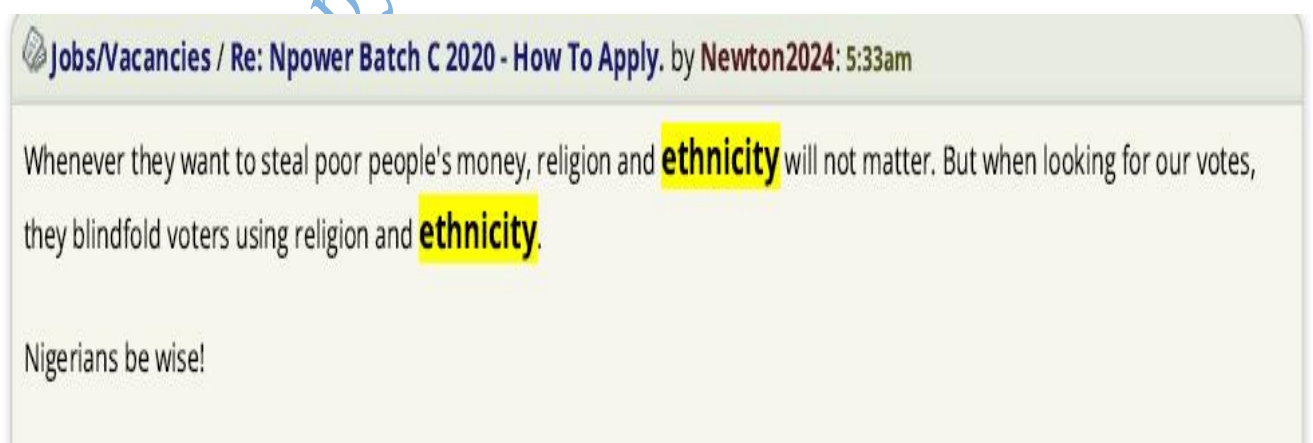 Jobs/Vacancies / Re: Npower Batch C 2020 - How To Apply. by Newton2024: 5:33am
Whenever they want to steal poor people's money, religion and ethnicity will not matter. But when looking for our votes,
they blindfold voters using religion and ethnicity.
Nigerians be wise!